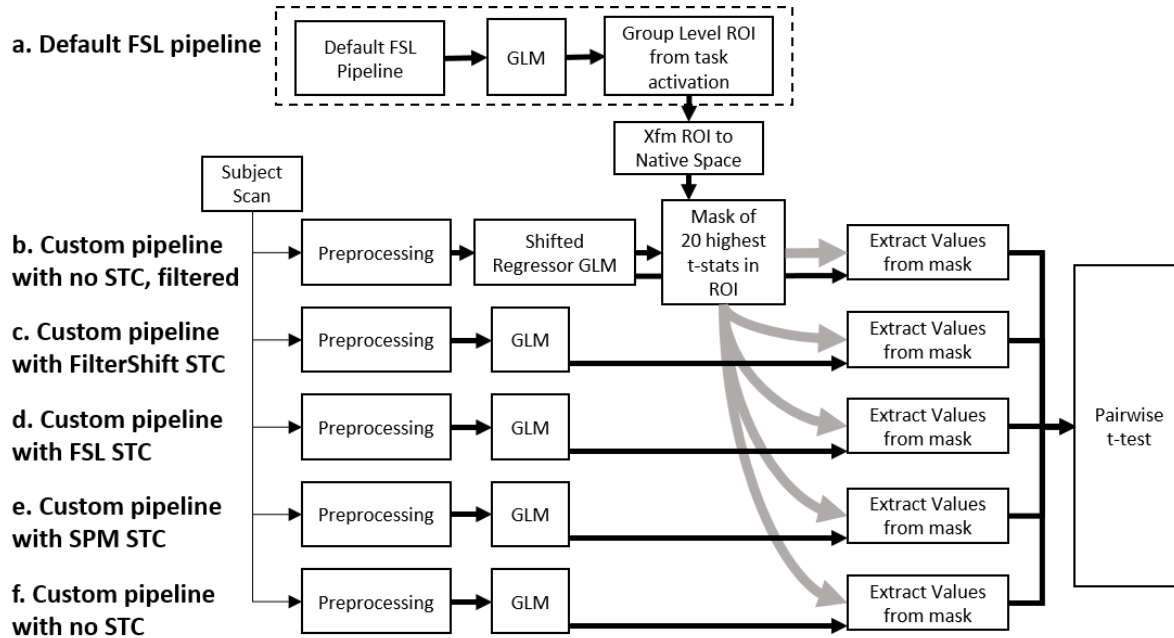 a. Default FSL pipeline
Default FSL
Pipeline
GLM
Group Level ROI
from task
activation
Xfm ROI to
Native Space
Subject
Scan
b. Custom pipeline
with no STC, filtered
Preprocessing
Shifted
Regressor GLM
Mask of
20 highest
t-stats in
ROI
Extract Values
from mask
c. Custom pipeline
with FilterShift STC
Preprocessing
GLM
Extract Values
from mask
d. Custom pipeline
with FSL STC
Preprocessing
GLM
Extract Values
from mask
e. Custom pipeline
with SPM STC
Preprocessing
GLM
Extract Values
from mask
f. Custom pipeline
with no STC
Preprocessing
GLM
Extract Values
from mask
Pairwise
t-test